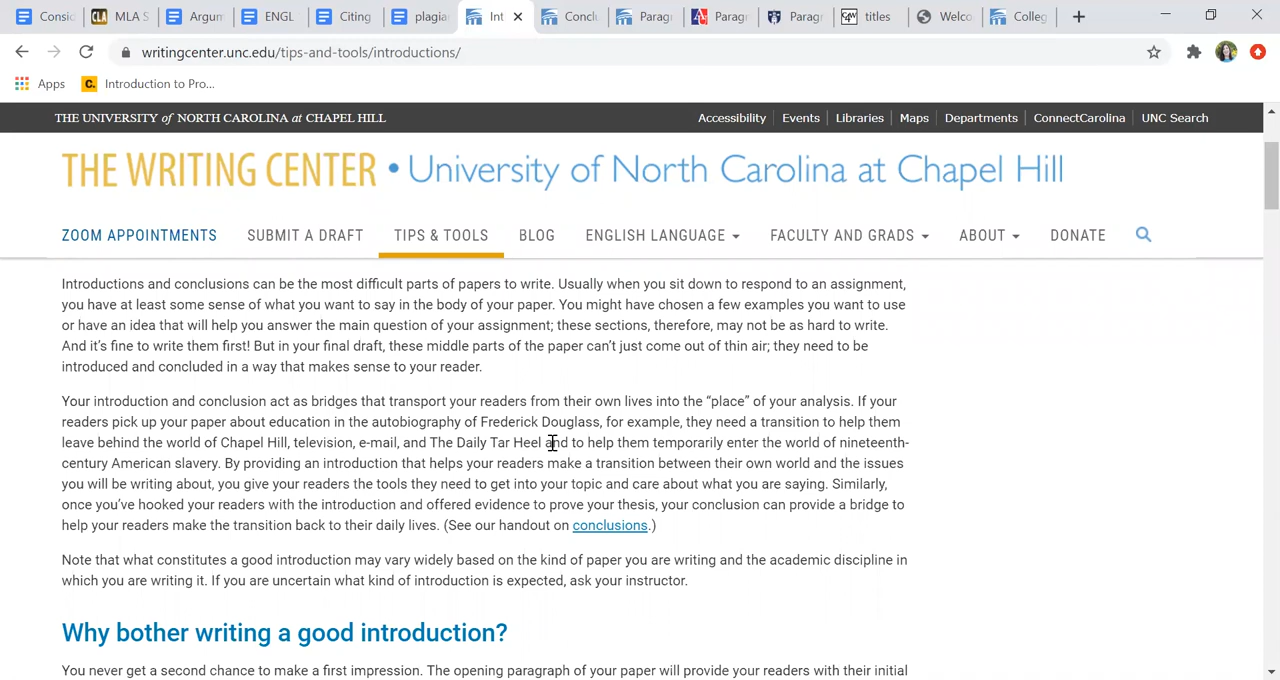 Consid
MLA S
Argum
ENGL
Citing
plagia
Int
Conclu
Paragr
Paragr
Paragr
titles
Welco
Colleg
writingcenter.unc.edu/tips-and-tools/introductions/
Apps
Introduction to Pro...
THE UNIVERSITY of NORTH CAROLINA at CHAPEL HILL
Accessibility
Events
Libraries
Maps
Departments
ConnectCarolina
UNC Search
THE WRITING CENTER • University of North Carolina at Chapel Hill
ZOOM APPOINTMENTS
SUBMIT A DRAFT
TIPS & TOOLS
BLOG
ENGLISH LANGUAGE
FACULTY AND GRADS
ABOUT
DONATE
Introductions and conclusions can be the most difficult parts of papers to write. Usually when you sit down to respond to an assignment,
you have at least some sense of what you want to say in the body of your paper. You might have chosen a few examples you want to use
or have an idea that will help you answer the main question of your assignment; these sections, therefore, may not be as hard to write.
And it's fine to write them first! But in your final draft, these middle parts of the paper can't just come out of thin air; they need to be
introduced and concluded in a way that makes sense to your reader.
Your introduction and conclusion act as bridges that transport your readers from their own lives into the “place” of your analysis. If your
readers pick up your paper about education in the autobiography of Frederick Douglass, for example, they need a transition to help them
leave behind the world of Chapel Hill, television, e-mail, and The Daily Tar Heel and to help them temporarily enter the world of nineteenth-
century American slavery. By providing an introduction that helps your readers make a transition between their own world and the issues
you will be writing about, you give your readers the tools they need to get into your topic and care about what you are saying. Similarly,
once you've hooked your readers with the introduction and offered evidence to prove your thesis, your conclusion can provide a bridge to
help your readers make the transition back to their daily lives. (See our handout on conclusions.)
Note that what constitutes a good introduction may vary widely based on the kind of paper you are writing and the academic discipline in
which you are writing it. If you are uncertain what kind of introduction is expected, ask your instructor.
Why bother writing a good introduction?
You never get a second chance to make a first impression. The opening paragraph of your paper will provide your readers with their initial